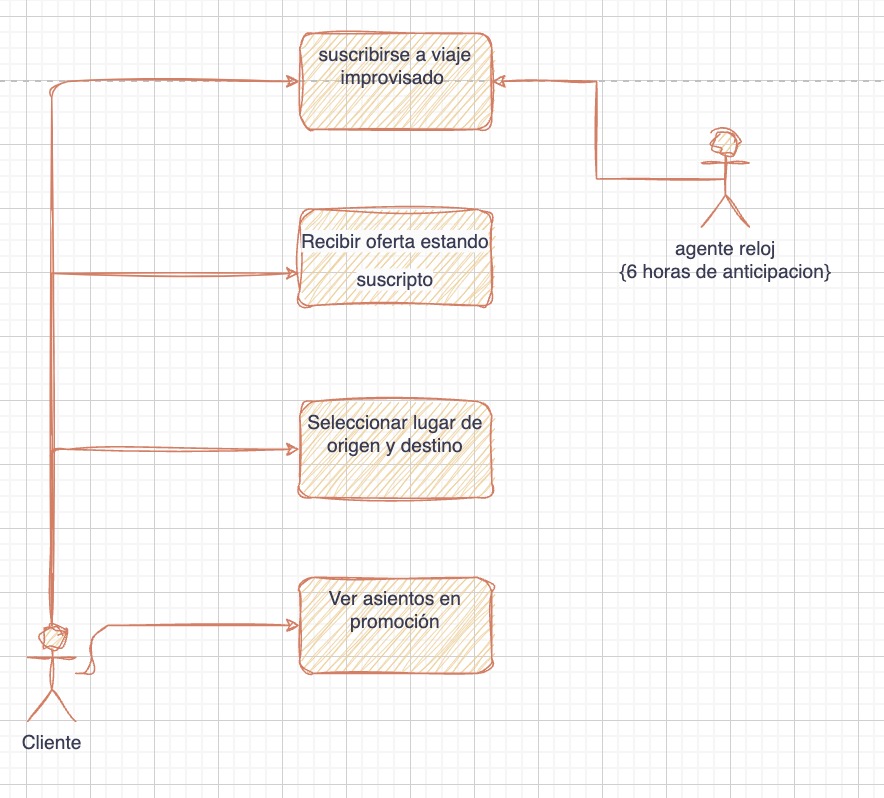 suscribirse a viaje
improvisado
agente reloj
{6 horas de anticipacion}
Recibir oferta estando
suscripto
Seleccionar lugar de
origen y destino
Ver asientos en
promoción
Cliente